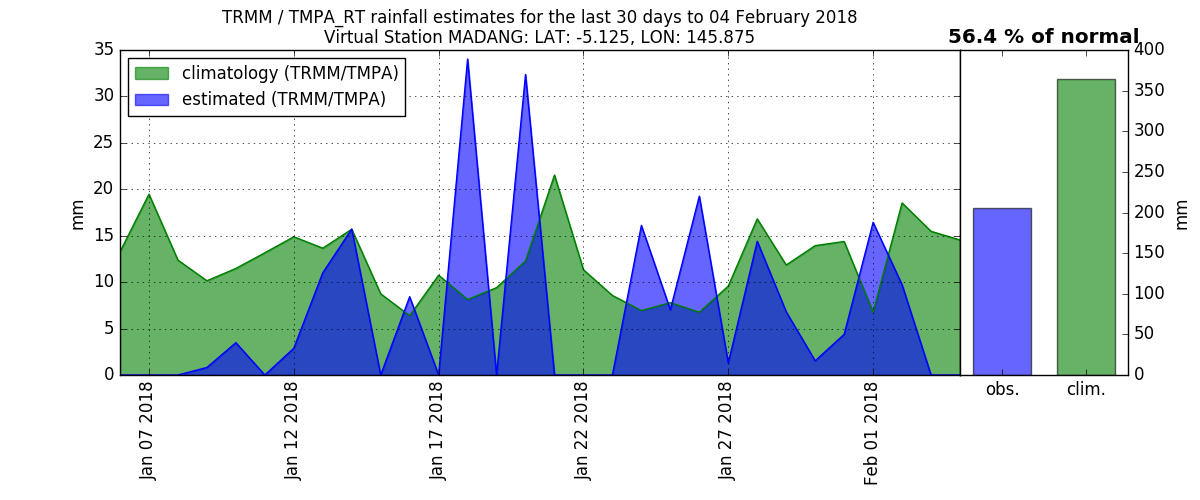 TRMM / TMPA_RT rainfall estimates for the last 30 days to 04 February 2018
Virtual Station MADANG: LAT: -5.125, LON: 145.875
56.4 % of normal
climatology (TRMM/TMPA)
estimated (TRMM/TMPA)
mm
35
30
25
20
15
10
5
0
Jan 07 2018
Jan 12 2018
Jan 17 2018
Jan 22 2018
Jan 27 2018
Feb 01 2018
obs.
clim.
400
350
300
250
200
150
100
50
0
mm